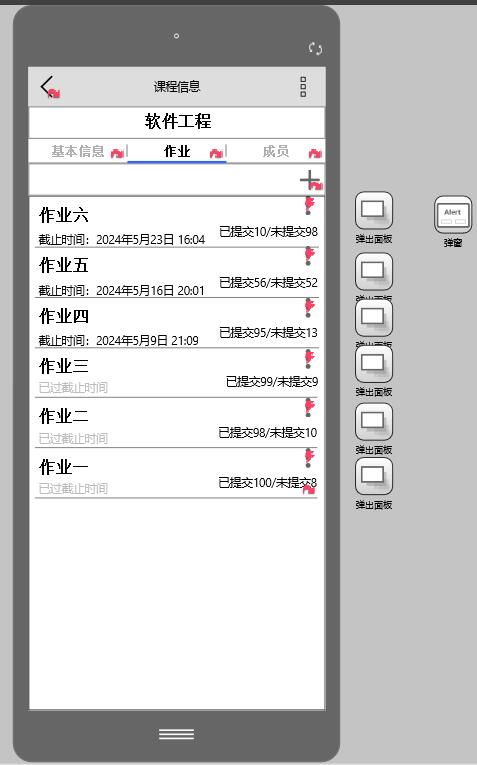 课程信息
软件工程
基本信息 作业 成员
作业六
截止时间：2024年5月23日 16:04 已提交10/未提交98
作业五
截止时间：2024年5月16日 20:01 已提交56/未提交52
作业四
截止时间：2024年5月9日 21:09 已提交95/未提交13
作业三
已过截止时间 已提交99/未提交9
作业二
已过截止时间 已提交98/未提交10
作业一
已过截止时间 已提交100/未提交8
弹出面板
Alert
弹窗
弹出面板
弹出面板
弹出面板
弹出面板
弹出面板